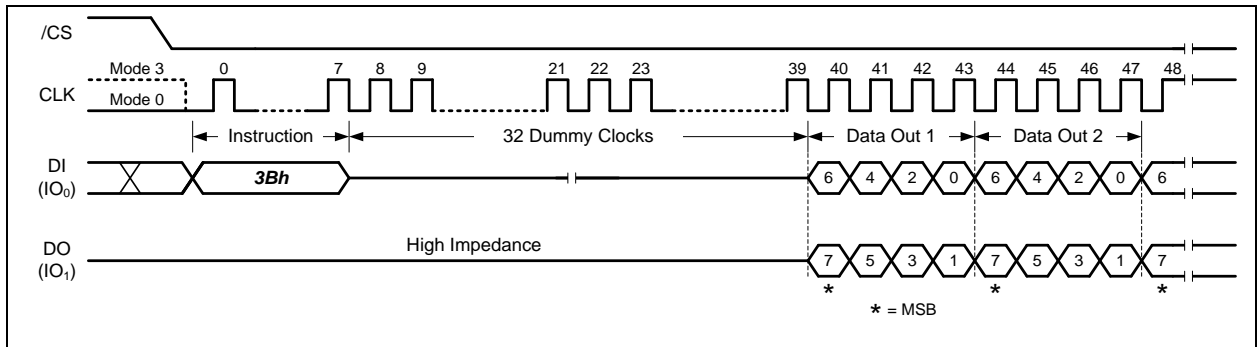 /CS
Mode 3 0 7 8 9 21 22 23 39 40 41 42 43 44 45 46 47 48
CLK Mode 0
Instruction 32 Dummy Clocks Data Out 1 Data Out 2
DI
(IO₀) 3Bh 6 4 2 0 6 4 2 0 6
High Impedance
DO
(IO₁) 7 5 3 1 7 5 3 1 7
* * *
* = MSB